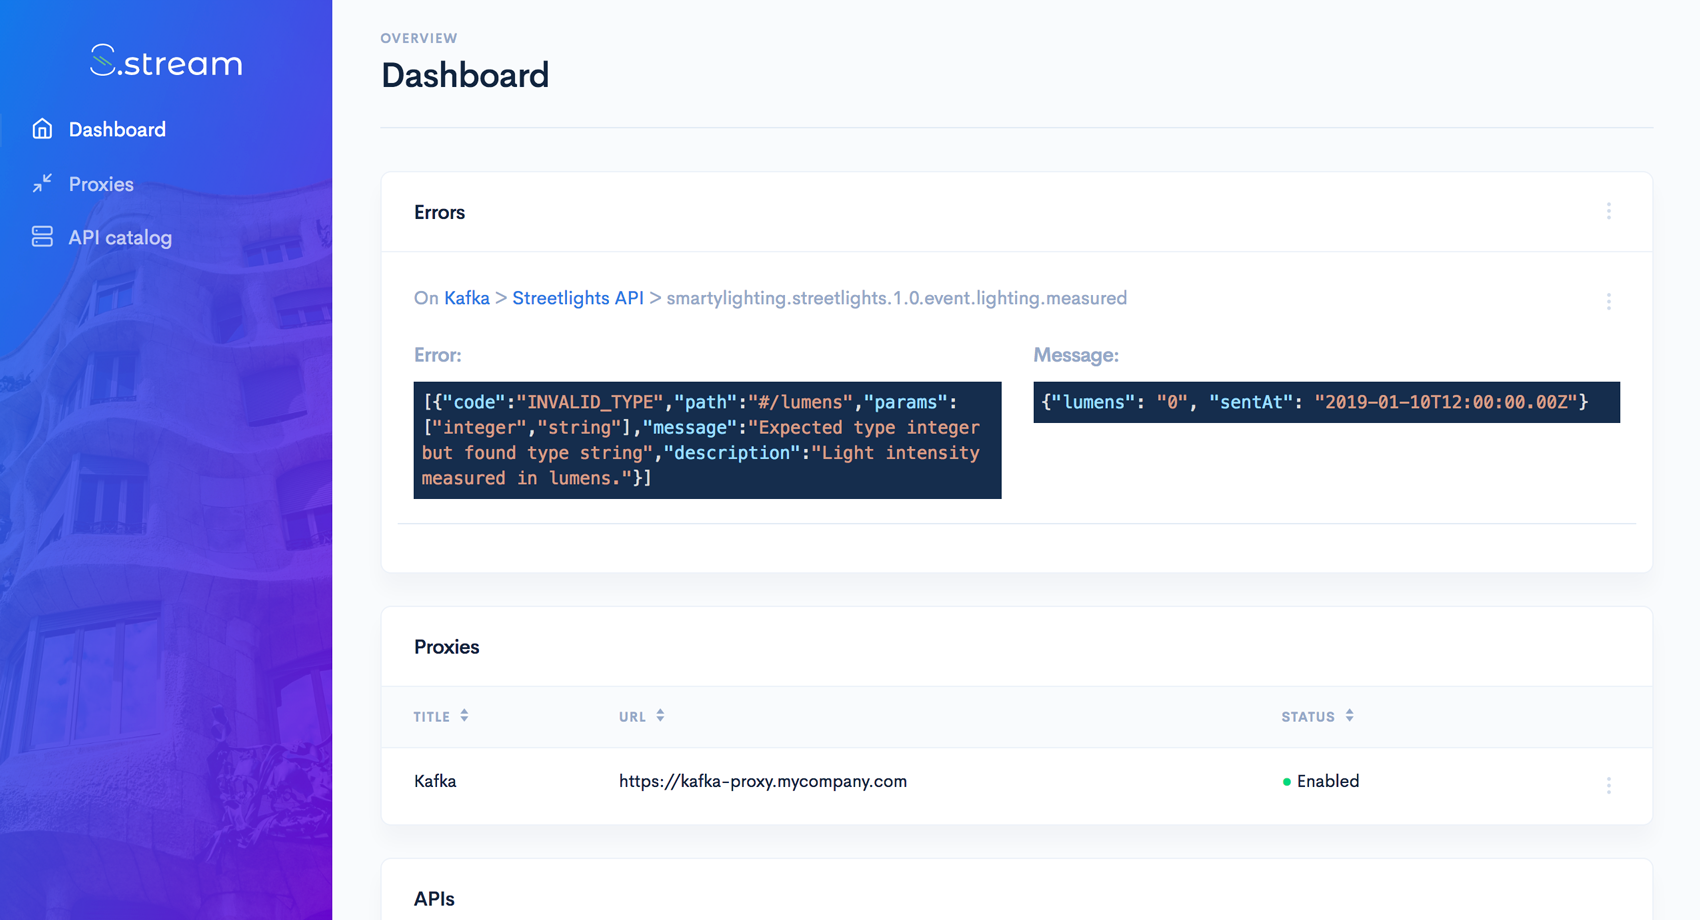 S.stream
Dashboard
Proxies
API catalog
OVERVIEW
Dashboard
Errors
On Kafka > Streetlights API > smartylighting.streetlights.1.0.event.lighting.measured
Error:
[{"code":"INVALID_TYPE","path":"#/lumens","params":
["integer","string"],"message":"Expected type integer
but found type string","description":"Light intensity
measured in lumens."}]
Message:
{"lumens": "0", "sentAt": "2019-01-10T12:00:00.00Z"}
Proxies
TITLE URL STATUS
Kafka https://kafka-proxy.mycompany.com Enabled
APIs